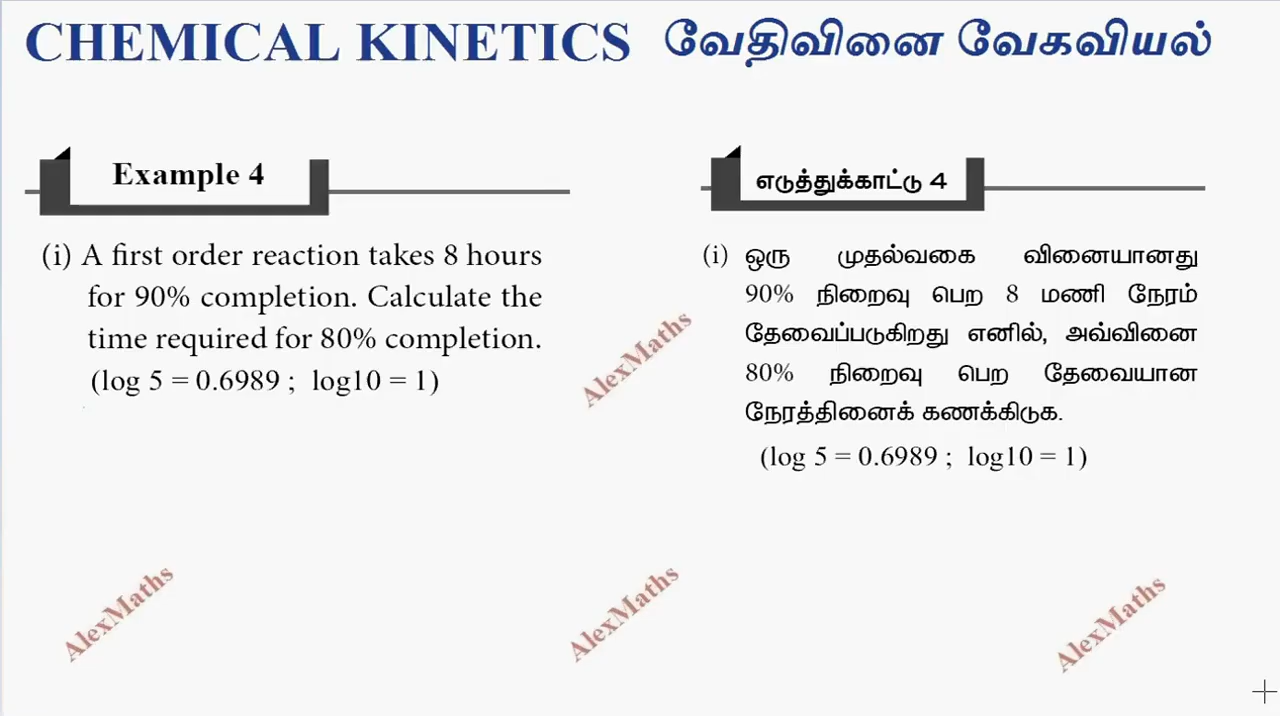 CHEMICAL KINETICS வேதிவினை வேகவியல்
Example 4
(i) A first order reaction takes 8 hours
for 90% completion. Calculate the
time required for 80% completion.
(log 5 = 0.6989 ; log10 = 1)
எடுத்துக்காட்டு 4
(i) ஒரு முதல்வகை வினையானது
90% நிறைவு பெற 8 மணி நேரம்
தேவைப்படுகிறது எனில், அவ்வினை
80% நிறைவு பெற தேவையான
நேரத்தினைக் கணக்கிடுக.
(log 5 = 0.6989 ; log10 = 1)
AlexMaths
AlexMaths
AlexMaths
AlexMaths